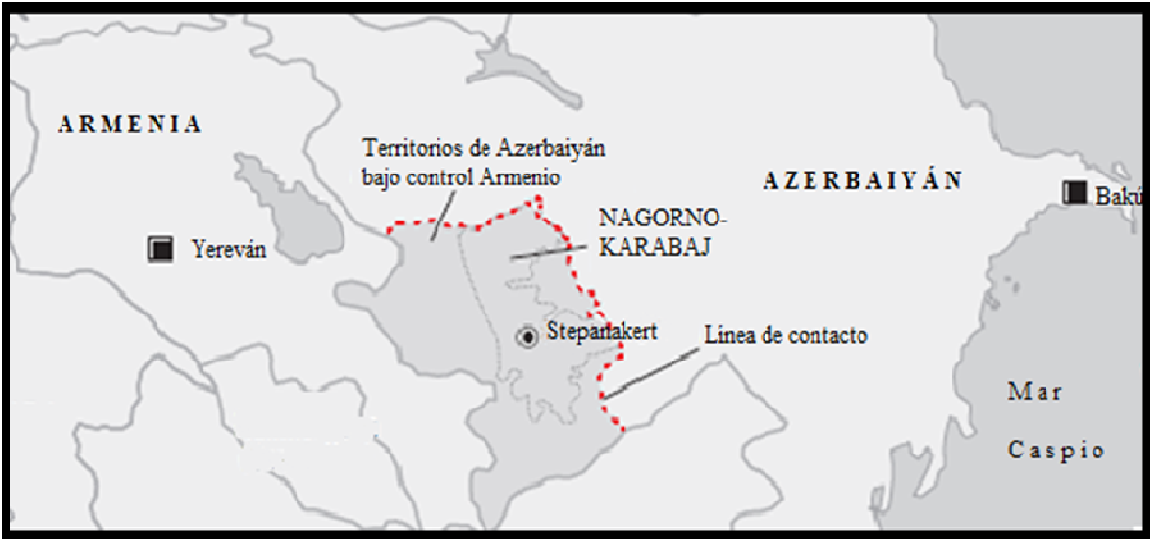 ARMENIA
Territorios de Azerbaiyán
bajo control Armenio
AZERBAIYÁN
Bakú
NAGORNO-
KARABAJ
Yereván
Stepanakert
Línea de contacto
Mar
Caspio